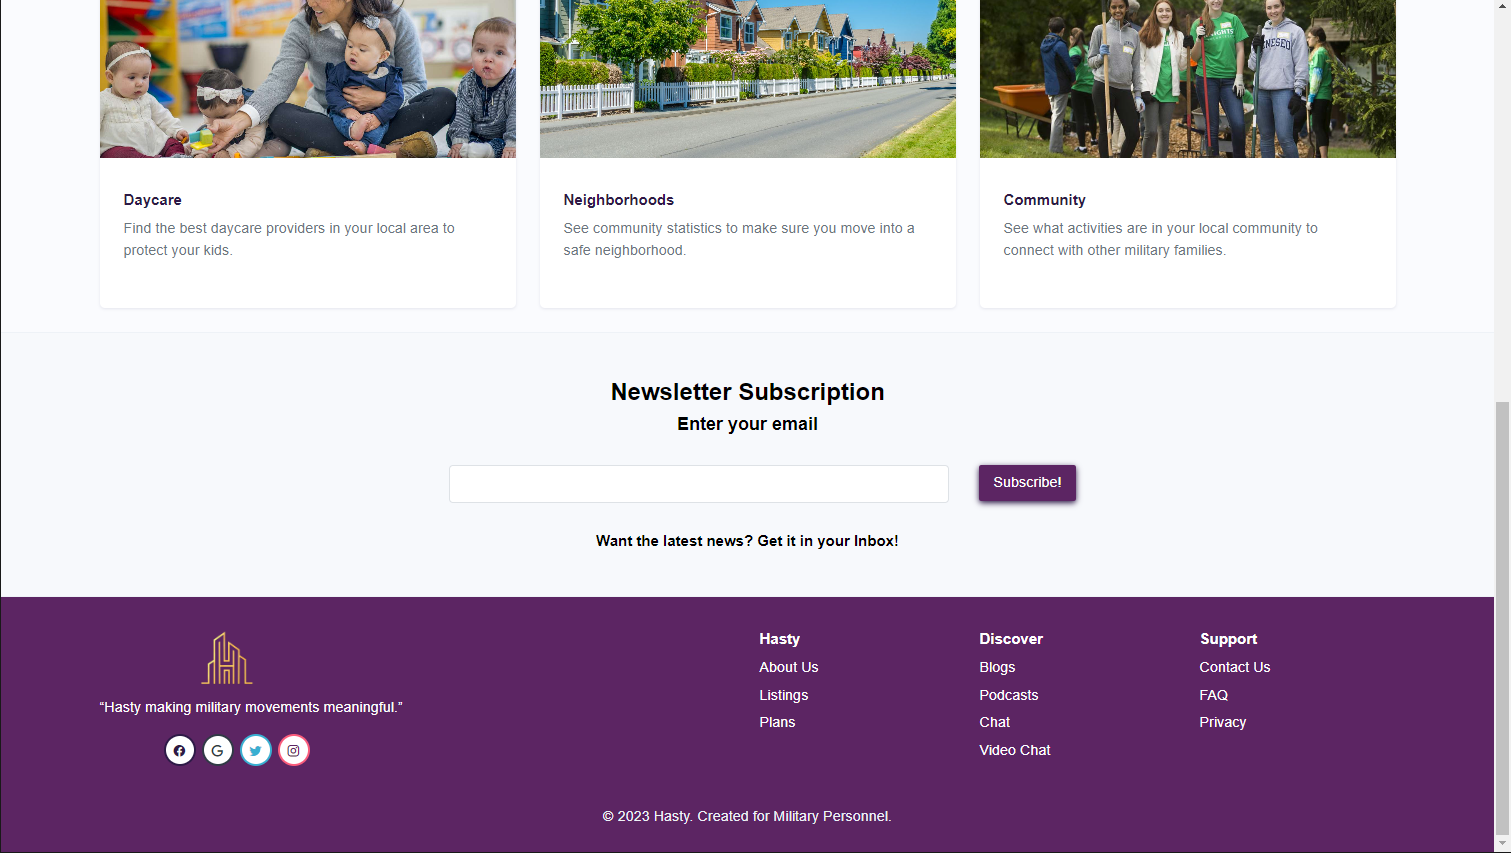 NESEO
Daycare
Find the best daycare providers in your local area to
protect your kids.
Neighborhoods
See community statistics to make sure you move into a
safe neighborhood.
Community
See what activities are in your local community to
connect with other military families.
Newsletter Subscription
Enter your email
Subscribe!
Want the latest news? Get it in your Inbox!
“Hasty making military movements meaningful.”
Hasty
About Us
Listings
Plans
Discover
Blogs
Podcasts
Chat
Video Chat
Support
Contact Us
FAQ
Privacy
© 2023 Hasty. Created for Military Personnel.